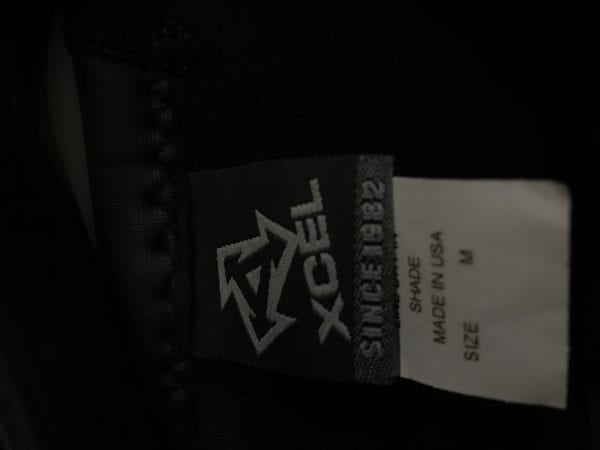 XCEL
SINCE 1982
SHADE
MADE IN USA
SIZE M